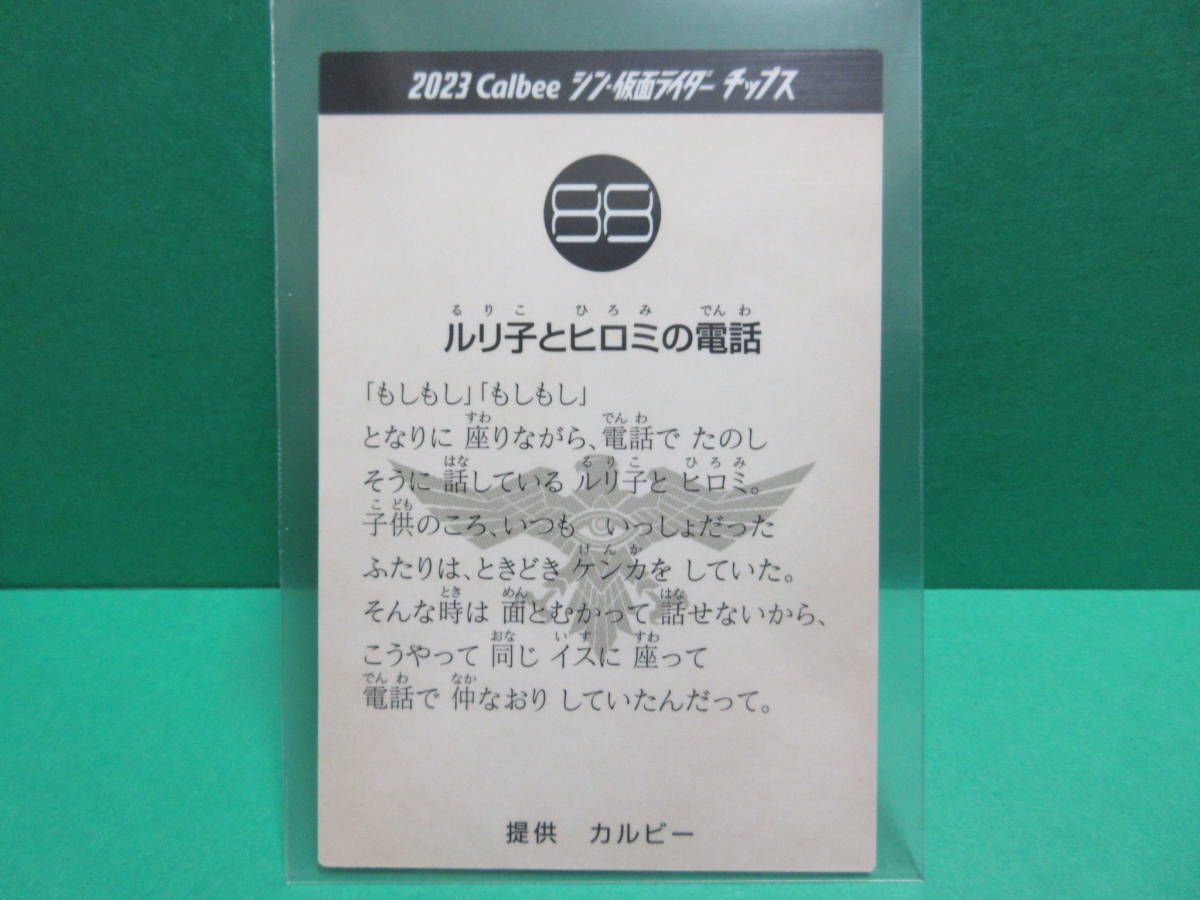 2023 Calbee シン・仮面ライダー チップス
88
るりこ ひろみ でんわ
ルリ子とヒロミの電話
「もしもし」「もしもし」
すわ でんわ
となりに 座りながら、電話で たのし
はな るりこ ひろみ
そうに 話している ルリ子と ヒロミ。
こども
子供のころ、いつも いっしょだった
けんか
ふたりは、ときどき ケンカを していた。
とき めん はな
そんな時は 面とむかって 話せないから、
おな いす すわ
こうやって 同じ イスに 座って
でんわ なか
電話で 仲なおり していたんだって。
提供 カルビー